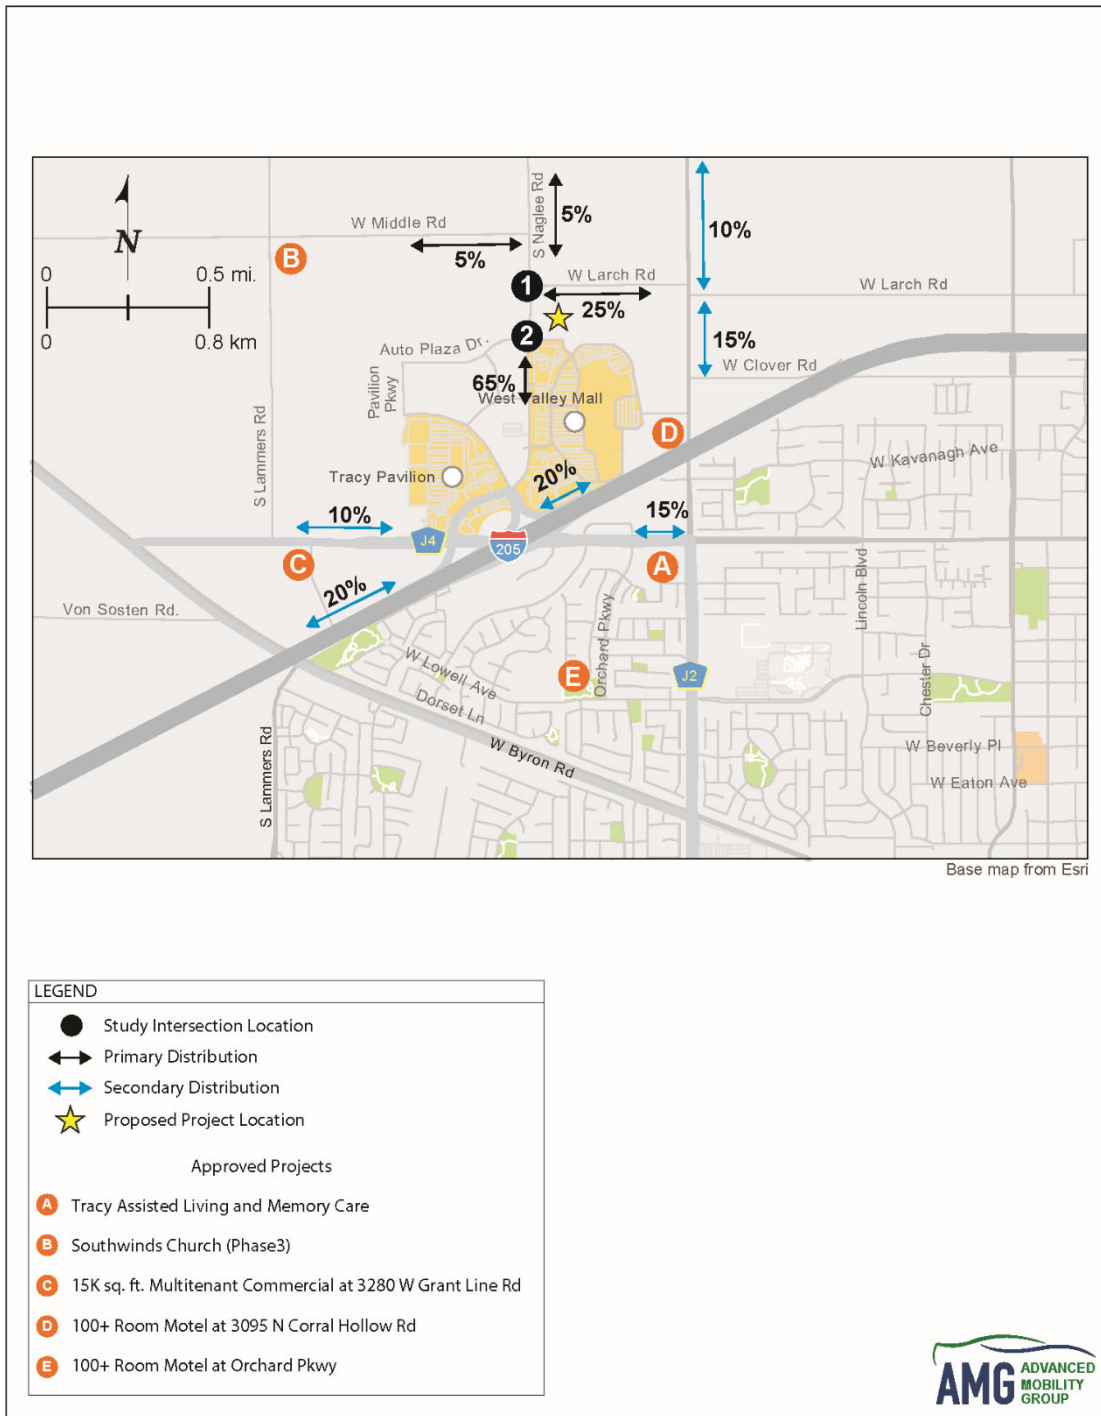 S Naglee Rd
5%
W Middle Rd
10%
N
B
5%
0 0.5 mi.
1
W Larch Rd
W Larch Rd
25%
0 0.8 km
2
15%
Auto Plaza Dr.
W Clover Rd
65%
Pavilion
Pkwy
West Valley Mall
S Lammers Rd
D
W Kavanagh Ave
Tracy Pavilion
20%
10%
15%
J4
205
C
A
20%
Von Sosten Rd.
Lincoln Blvd
Orchard Pkwy
W Lowell Ave
E
J2
Chester Dr
Dorset Ln
W Byron Rd
W Beverly Pl
S Lammers Rd
W Eaton Ave
Base map from Esri
LEGEND
Study Intersection Location
Primary Distribution
Secondary Distribution
Proposed Project Location
Approved Projects
A Tracy Assisted Living and Memory Care
B Southwinds Church (Phase3)
C 15K sq. ft. Multitenant Commercial at 3280 W Grant Line Rd
D 100+ Room Motel at 3095 N Corral Hollow Rd
E 100+ Room Motel at Orchard Pkwy
AMG ADVANCED
MOBILITY
GROUP